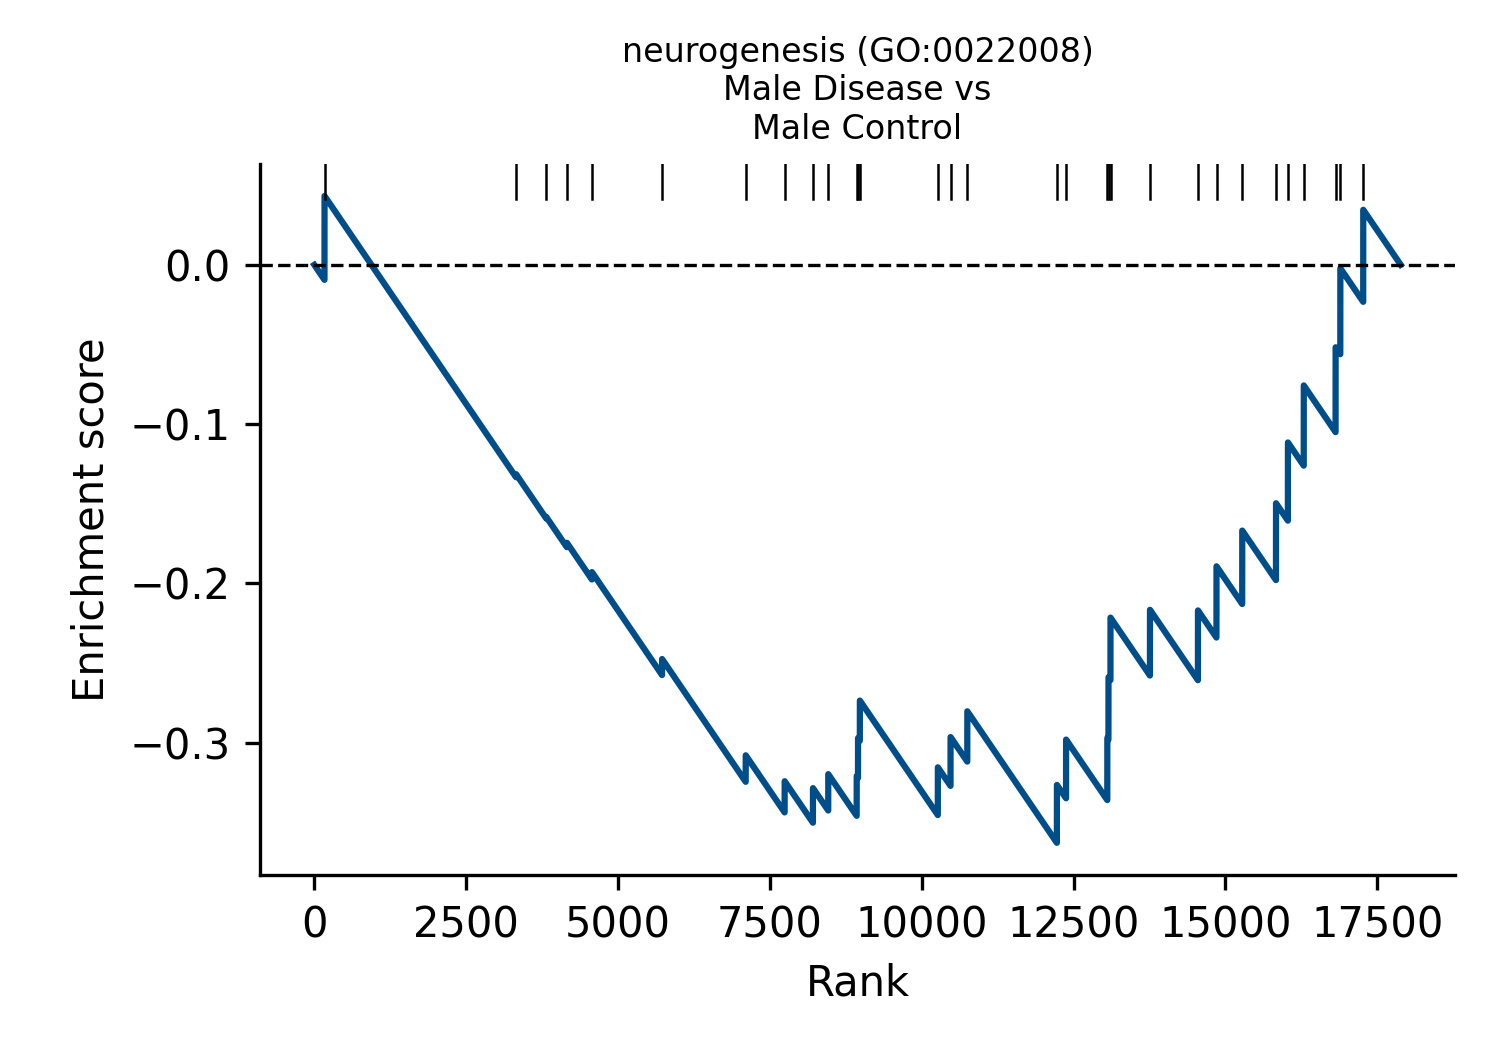 neurogenesis (GO:0022008)
Male Disease vs
Male Control
Enrichment score
0.0
−0.1
−0.2
−0.3
0 2500 5000 7500 10000 12500 15000 17500
Rank